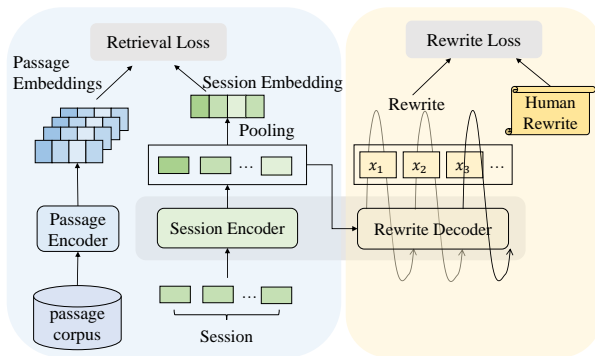 Retrieval Loss
Passage
Embeddings
Session Embedding
Pooling
...
Passage
Encoder
Session Encoder
passage
corpus
...
Session
Rewrite Loss
Rewrite
Human
Rewrite
x₁ x₂ x₃ ...
Rewrite Decoder